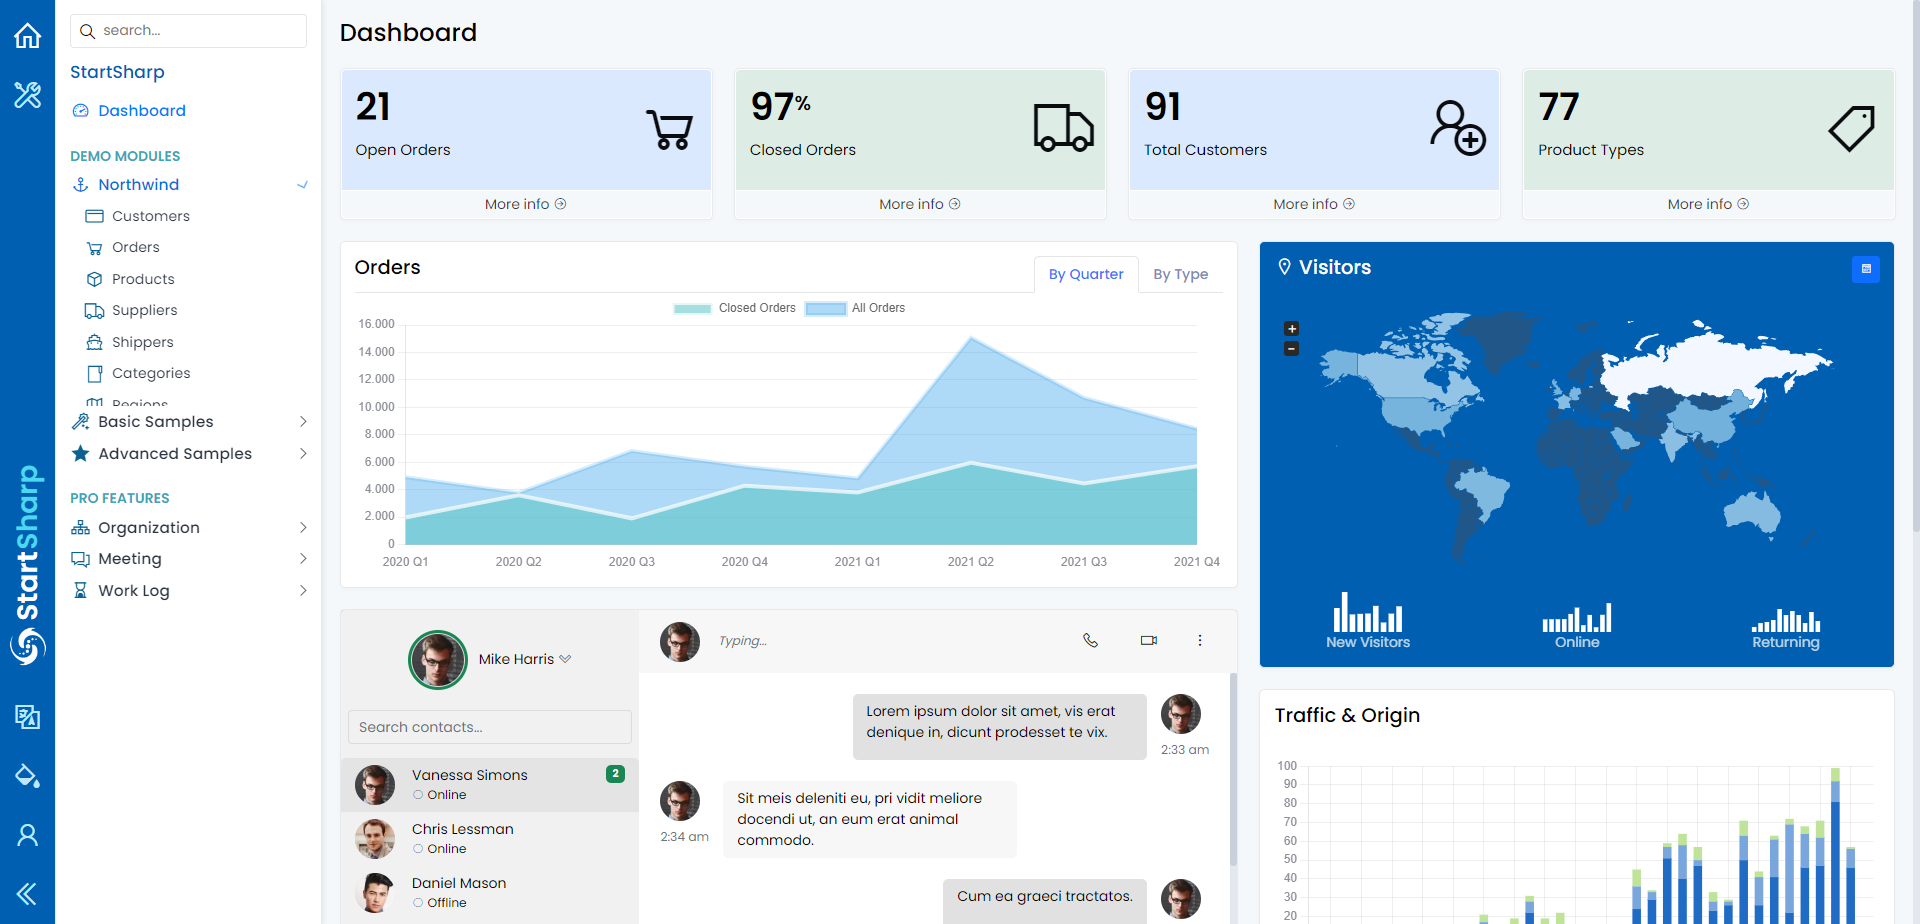 search...
StartSharp
Dashboard
DEMO MODULES
Northwind
Customers
Orders
Products
Suppliers
Shippers
Categories
Regions
Basic Samples
Advanced Samples
PRO FEATURES
Organization
Meeting
Work Log
StartSharp
Dashboard
21
Open Orders
More info
97%
Closed Orders
More info
91
Total Customers
More info
77
Product Types
More info
Orders
By Quarter
By Type
Closed Orders
All Orders
16.000
14.000
12.000
10.000
8.000
6.000
4.000
2.000
0
2020 Q1
2020 Q2
2020 Q3
2020 Q4
2021 Q1
2021 Q2
2021 Q3
2021 Q4
Visitors
+
-
New Visitors
Online
Returning
Mike Harris
Search contacts...
Vanessa Simons
2
Online
Chris Lessman
Online
Daniel Mason
Offline
Typing...
Lorem ipsum dolor sit amet, vis erat
denique in, dicunt prodesset te vix.
2:33 am
Sit meis deleniti eu, pri vidit meliore
docendi ut, an eum erat animal
commodo.
2:34 am
Cum ea graeci tractatos.
Traffic & Origin
100
90
80
70
60
50
40
30
20